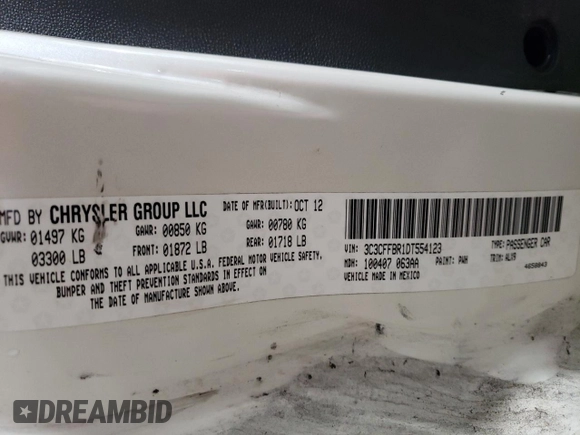 MFD BY CHRYSLER GROUP LLC DATE OF MFR(BUILT): OCT 12
GVWR: 01497 KG GAWR: 00850 KG GAWR: 00780 KG
03300 LB FRONT: 01872 LB REAR: 01718 LB
THIS VEHICLE CONFORMS TO ALL APPLICABLE U.S.A. FEDERAL MOTOR VEHICLE SAFETY,
BUMPER AND THEFT PREVENTION STANDARDS IN EFFECT ON
THE DATE OF MANUFACTURE SHOWN ABOVE.
VIN: 3C3CFFBR1DT554123 TYPE: PASSENGER CAR
MDH: 100407 063AA PAINT: PWH TRIM: ALX9
VEHICLE MADE IN MEXICO 4658843
DREAMBID